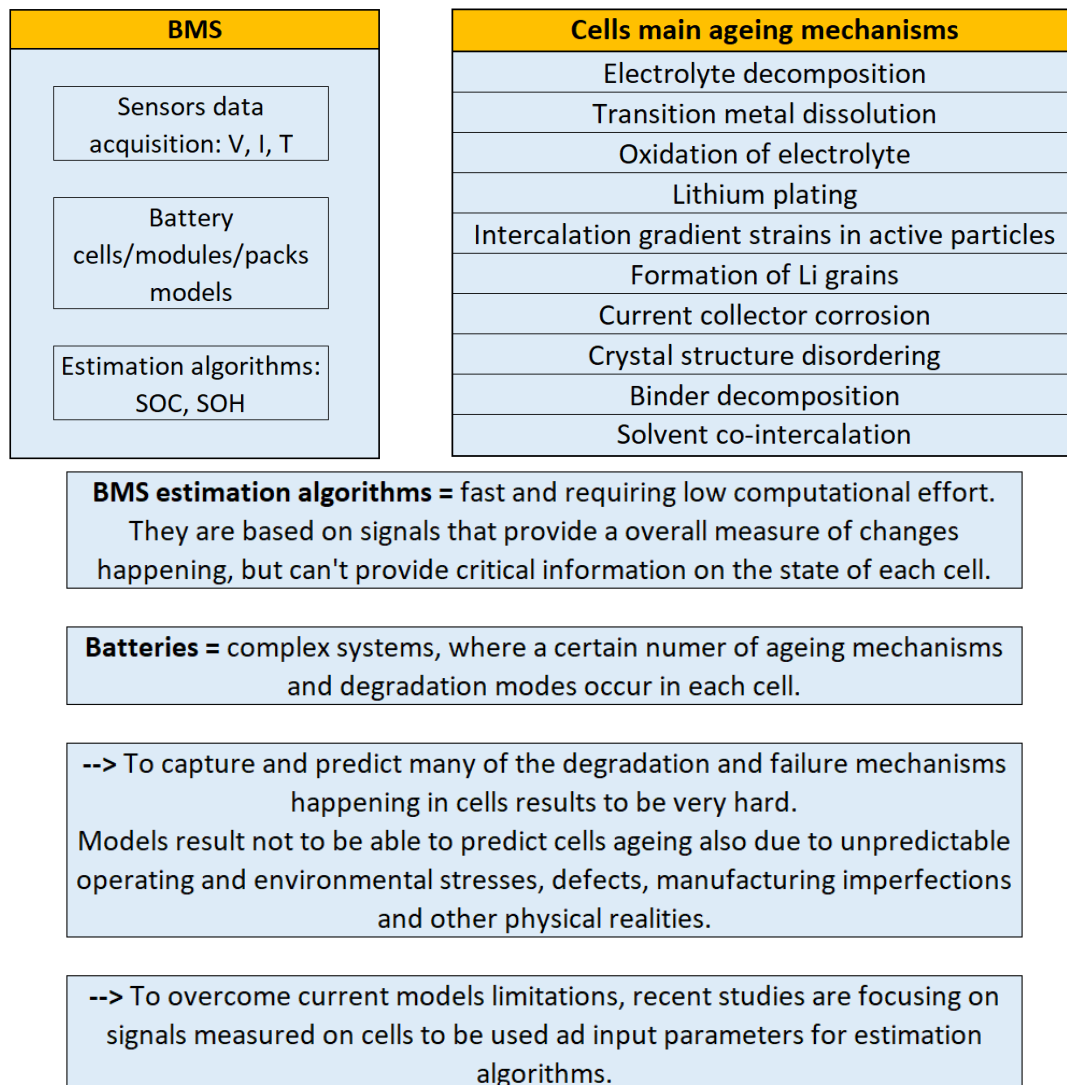 BMS
Sensors data
acquisition: V, I, T
Battery
cells/modules/packs
models
Estimation algorithms:
SOC, SOH
Cells main ageing mechanisms
Electrolyte decomposition
Transition metal dissolution
Oxidation of electrolyte
Lithium plating
Intercalation gradient strains in active particles
Formation of Li grains
Current collector corrosion
Crystal structure disordering
Binder decomposition
Solvent co-intercalation
BMS estimation algorithms = fast and requiring low computational effort.
They are based on signals that provide a overall measure of changes
happening, but can't provide critical information on the state of each cell.
Batteries = complex systems, where a certain numer of ageing mechanisms
and degradation modes occur in each cell.
--> To capture and predict many of the degradation and failure mechanisms
happening in cells results to be very hard.
Models result not to be able to predict cells ageing also due to unpredictable
operating and environmental stresses, defects, manufacturing imperfections
and other physical realities.
--> To overcome current models limitations, recent studies are focusing on
signals measured on cells to be used ad input parameters for estimation
algorithms.